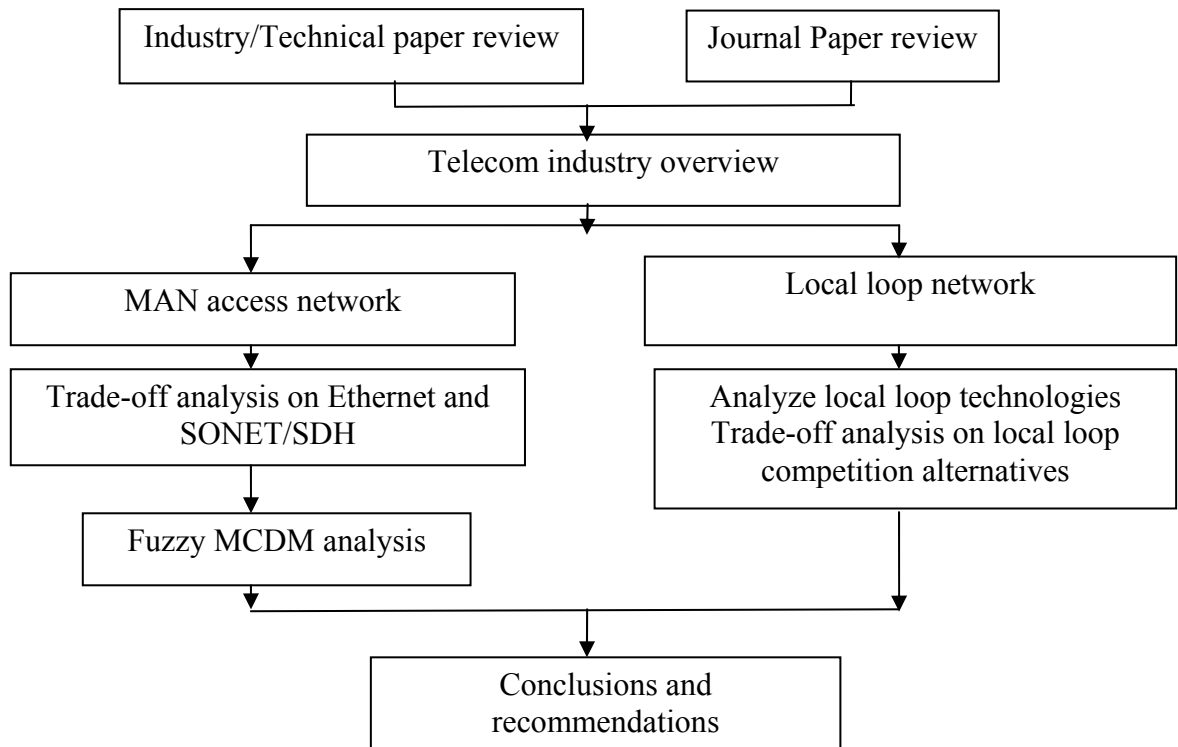 Industry/Technical paper review
Journal Paper review
Telecom industry overview
MAN access network
Local loop network
Trade-off analysis on Ethernet and
SONET/SDH
Analyze local loop technologies
Trade-off analysis on local loop
competition alternatives
Fuzzy MCDM analysis
Conclusions and
recommendations